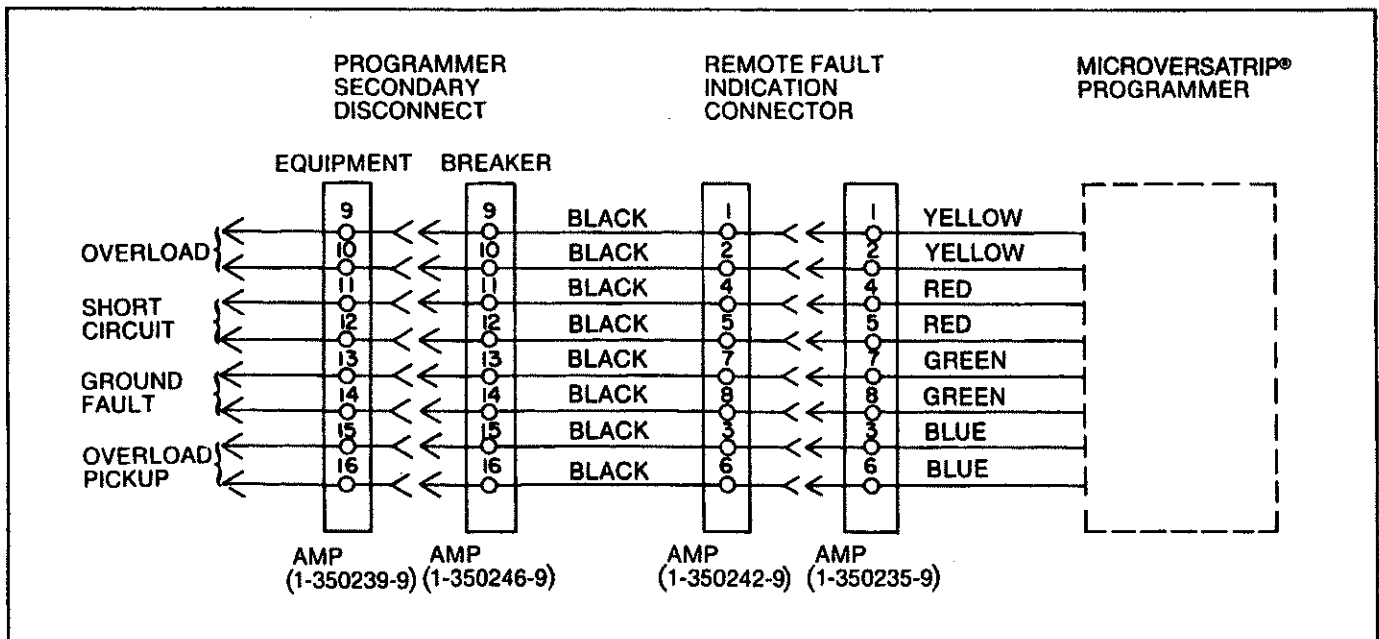 PROGRAMMER
SECONDARY
DISCONNECT
REMOTE FAULT
INDICATION
CONNECTOR
MICROVERSATRIP®
PROGRAMMER
EQUIPMENT BREAKER
OVERLOAD
SHORT
CIRCUIT
GROUND
FAULT
OVERLOAD
PICKUP
9 9 BLACK 1 1 YELLOW
10 10 BLACK 2 2 YELLOW
11 11 BLACK 4 4 RED
12 12 BLACK 5 5 RED
13 13 BLACK 7 7 GREEN
14 14 BLACK 8 8 GREEN
15 15 BLACK 3 3 BLUE
16 16 BLACK 6 6 BLUE
AMP
(1-350239-9)
AMP
(1-350246-9)
AMP
(1-350242-9)
AMP
(1-350235-9)